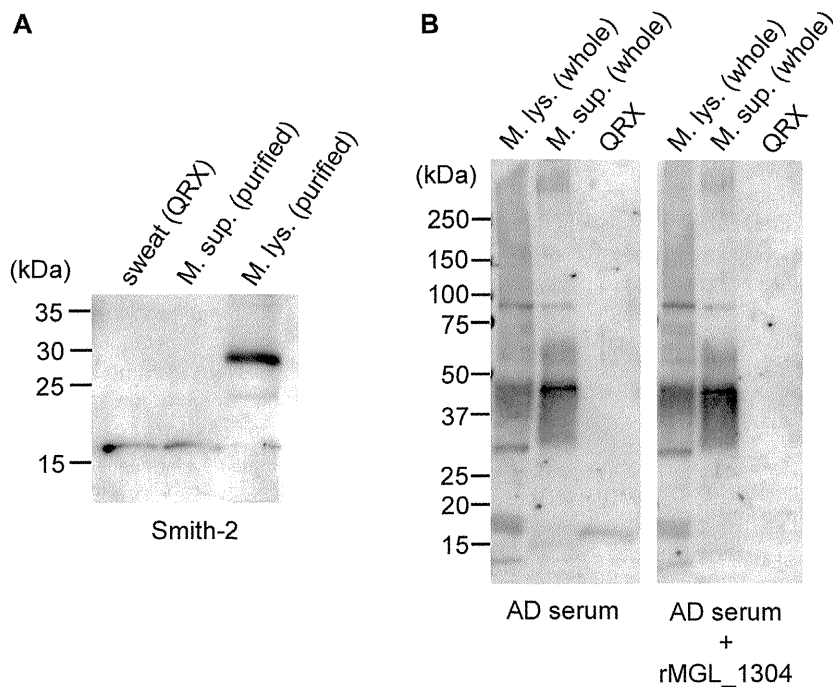 A
sweat (QRX)
M. sup. (purified)
M. lys. (purified)
(kDa)
35
30
25
15
Smith-2
B
M. lys. (whole)
M. sup. (whole)
QRX
M. lys. (whole)
M. sup. (whole)
QRX
(kDa)
250
150
100
75
50
37
25
20
15
AD serum
AD serum
+
rMGL_1304